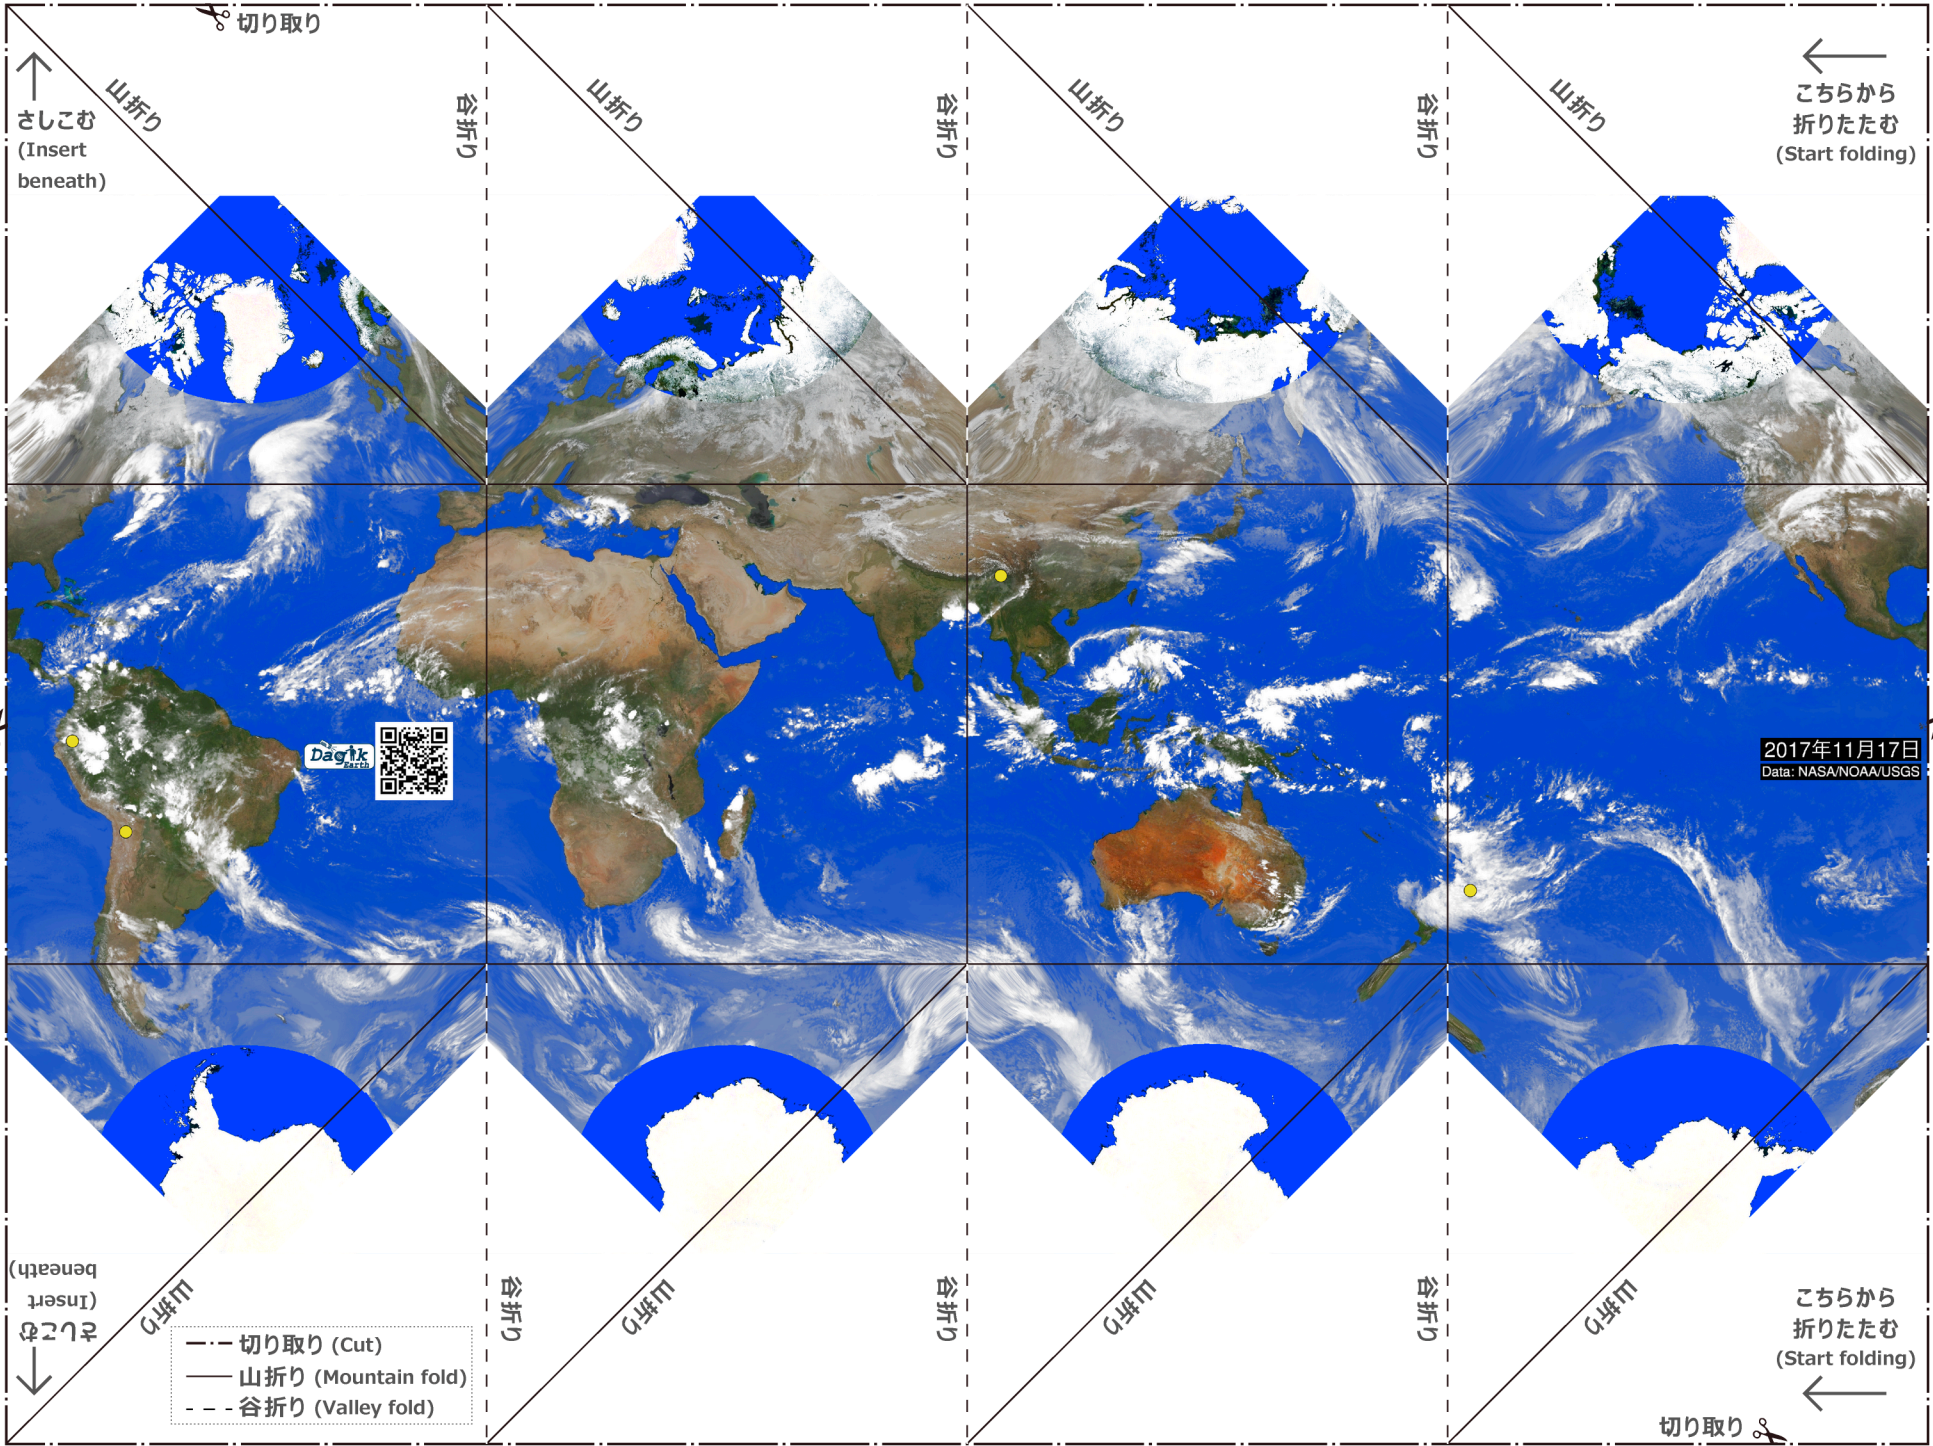 切り取り
山折り
谷折り
山折り
谷折り
山折り
谷折り
山折り
さしこむ
(Insert
beneath)
こちらから
折りたたむ
(Start folding)
Dagik
Earth
2017年11月17日
Data: NASA/NOAA/USGS
さしこむ
(Insert
beneath)
山折り
谷折り
山折り
谷折り
山折り
谷折り
山折り
こちらから
折りたたむ
(Start folding)
切り取り (Cut)
山折り (Mountain fold)
谷折り (Valley fold)
切り取り